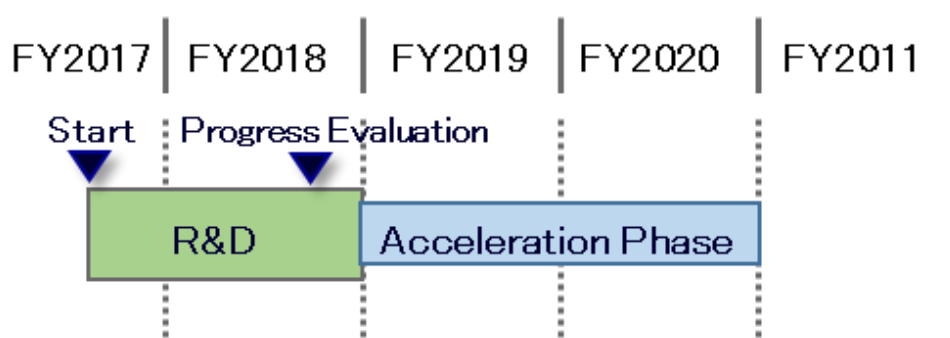 FY2017 FY2018 FY2019 FY2020 FY2011
Start Progress Evaluation
R&D Acceleration Phase